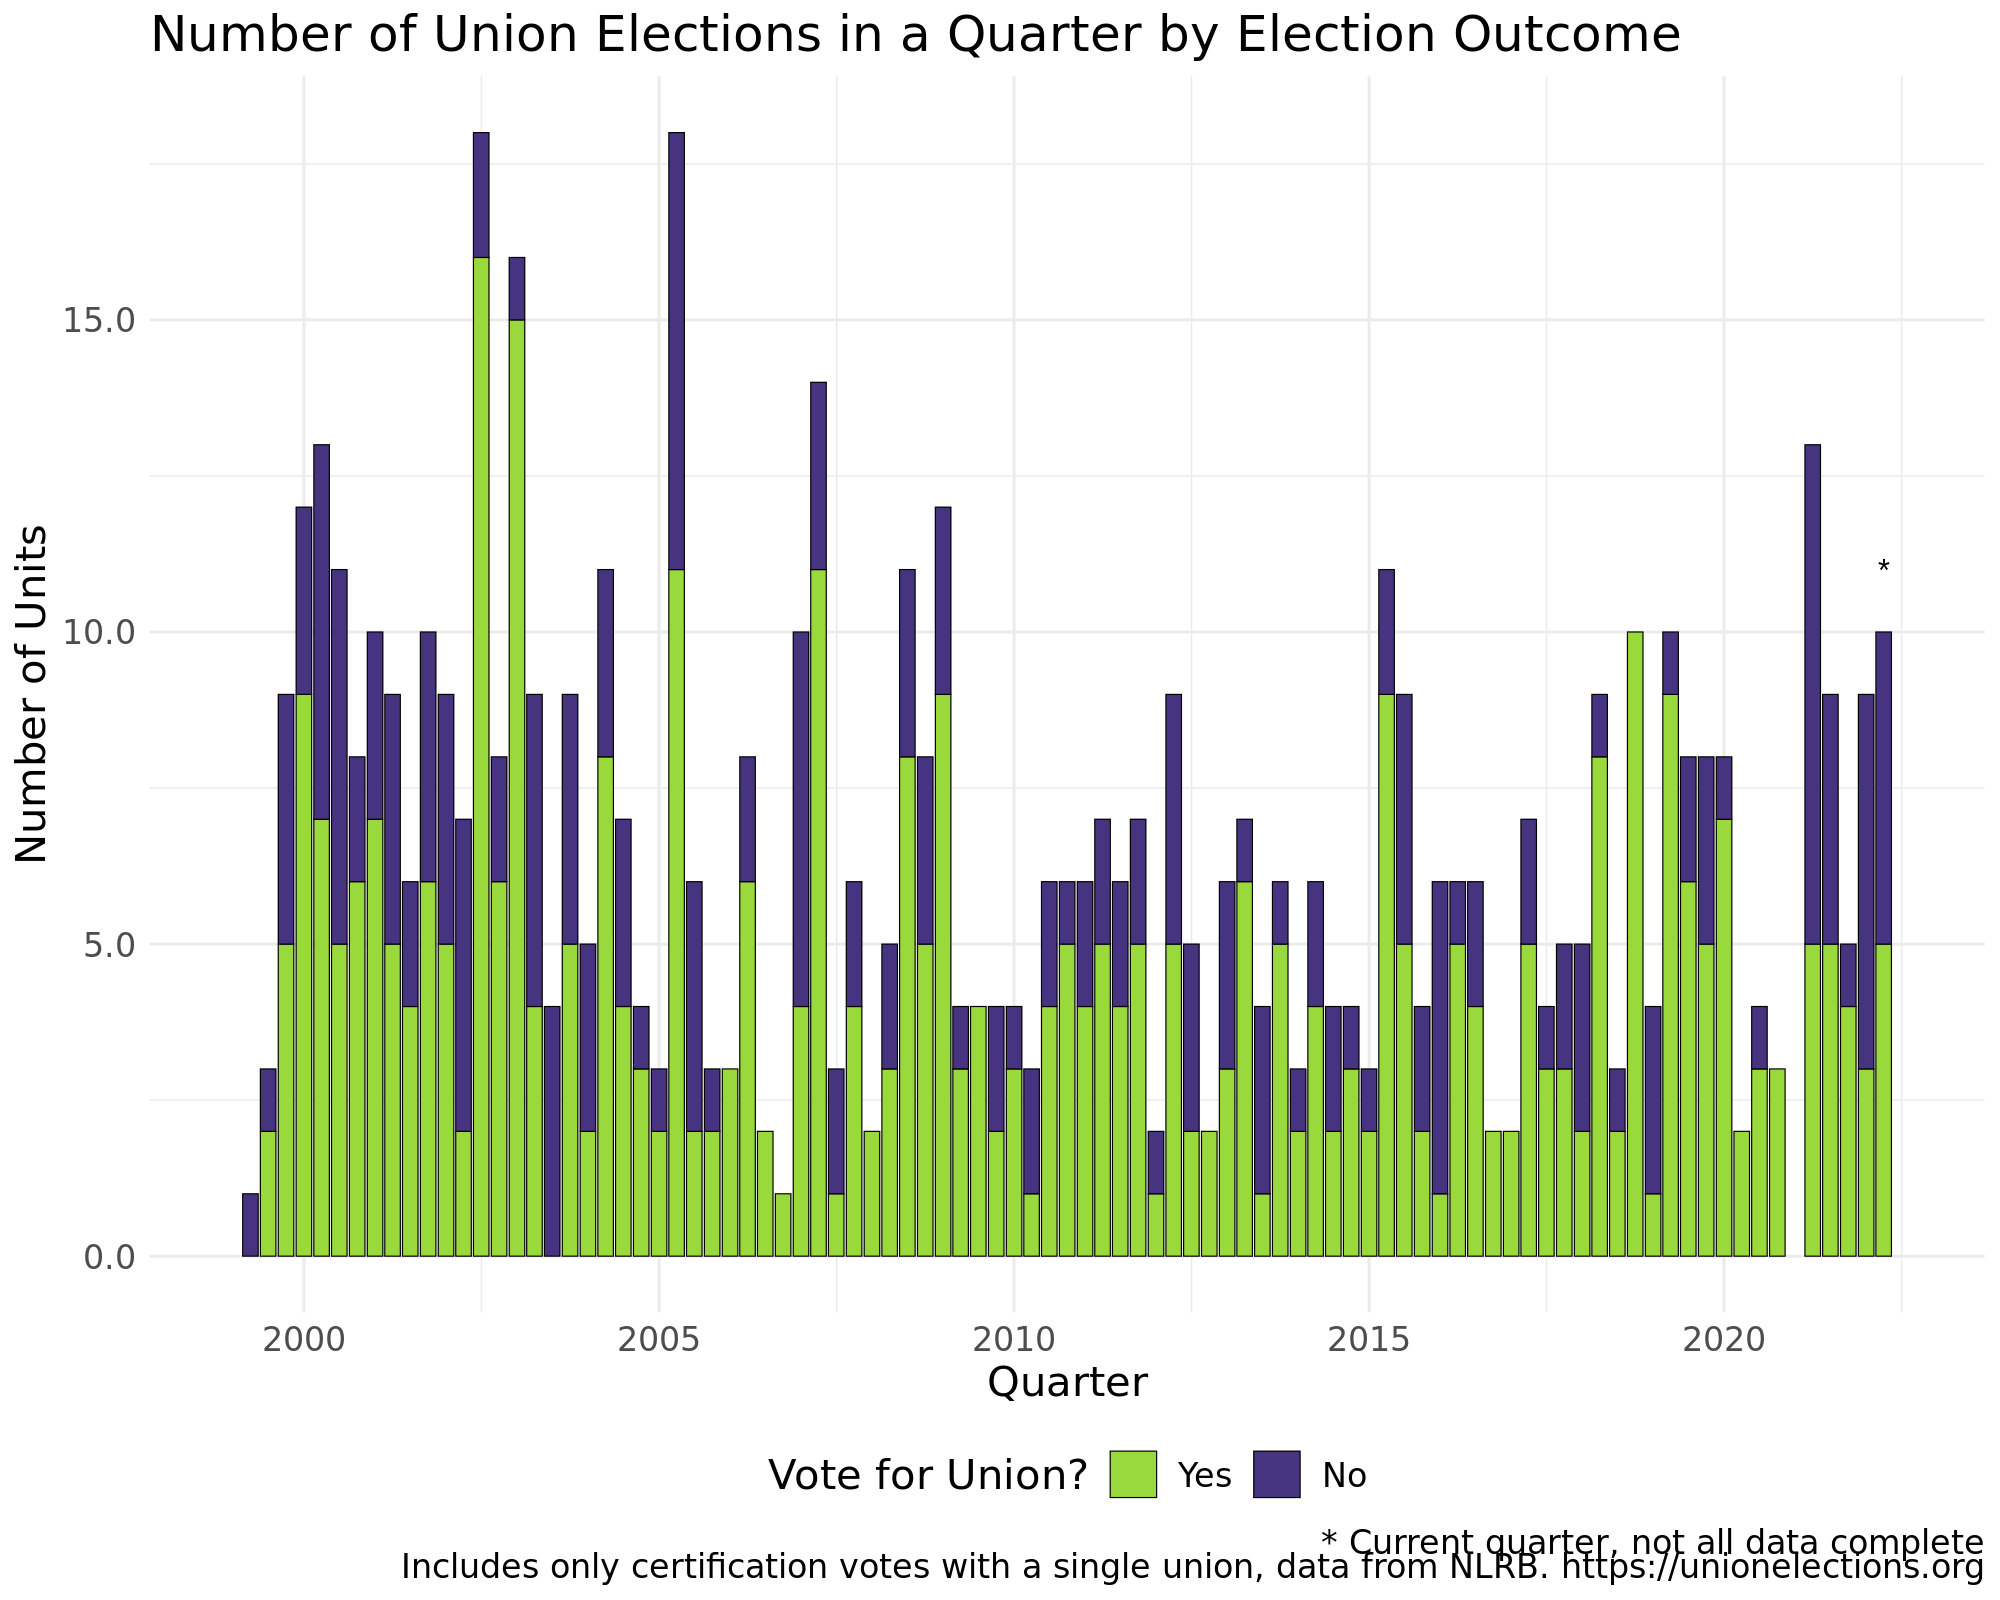 Number of Union Elections in a Quarter by Election Outcome
Number of Units
15.0
10.0
5.0
0.0
*
2000 2005 2010 2015 2020
Quarter
Vote for Union? Yes No
* Current quarter, not all data complete
Includes only certification votes with a single union, data from NLRB. https://unionelections.org